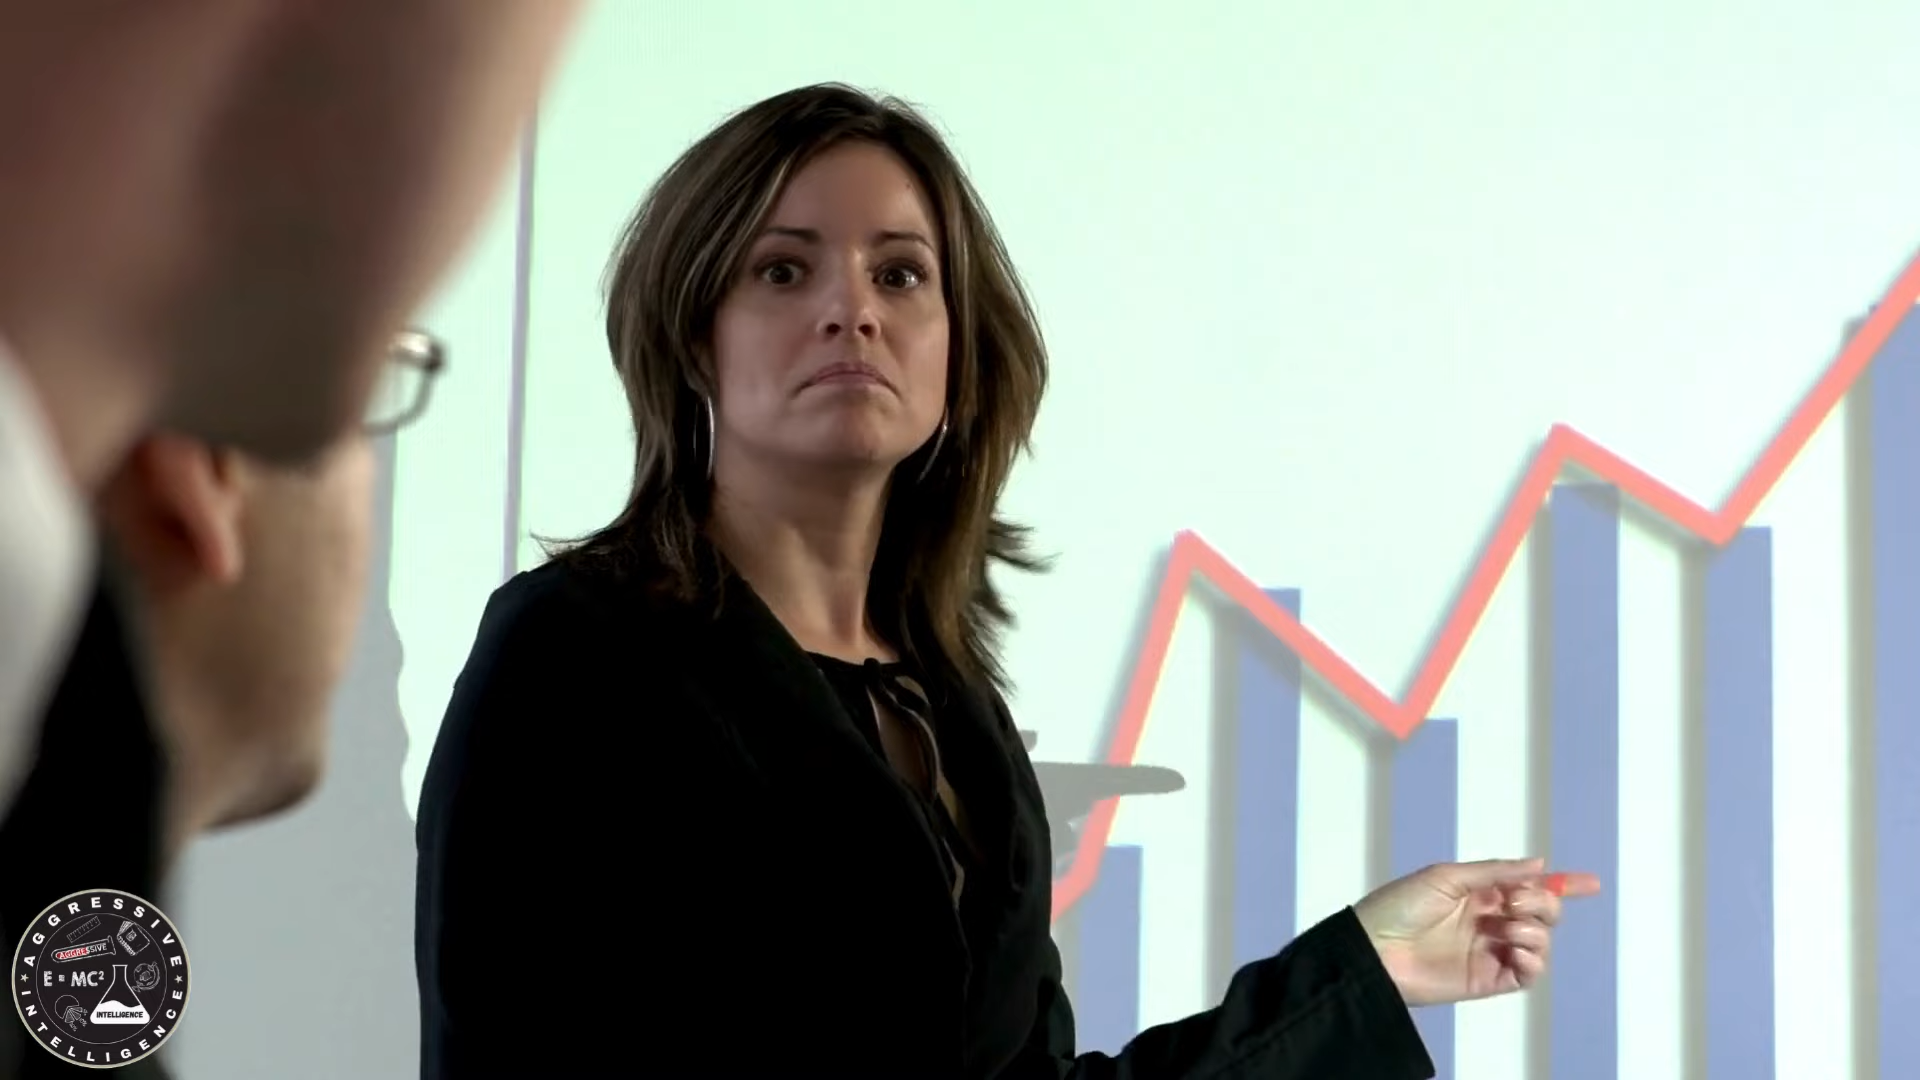 AGGRESSIVE
AGGRESSIVE
E = MC²
INTELLIGENCE
INTELLIGENCE